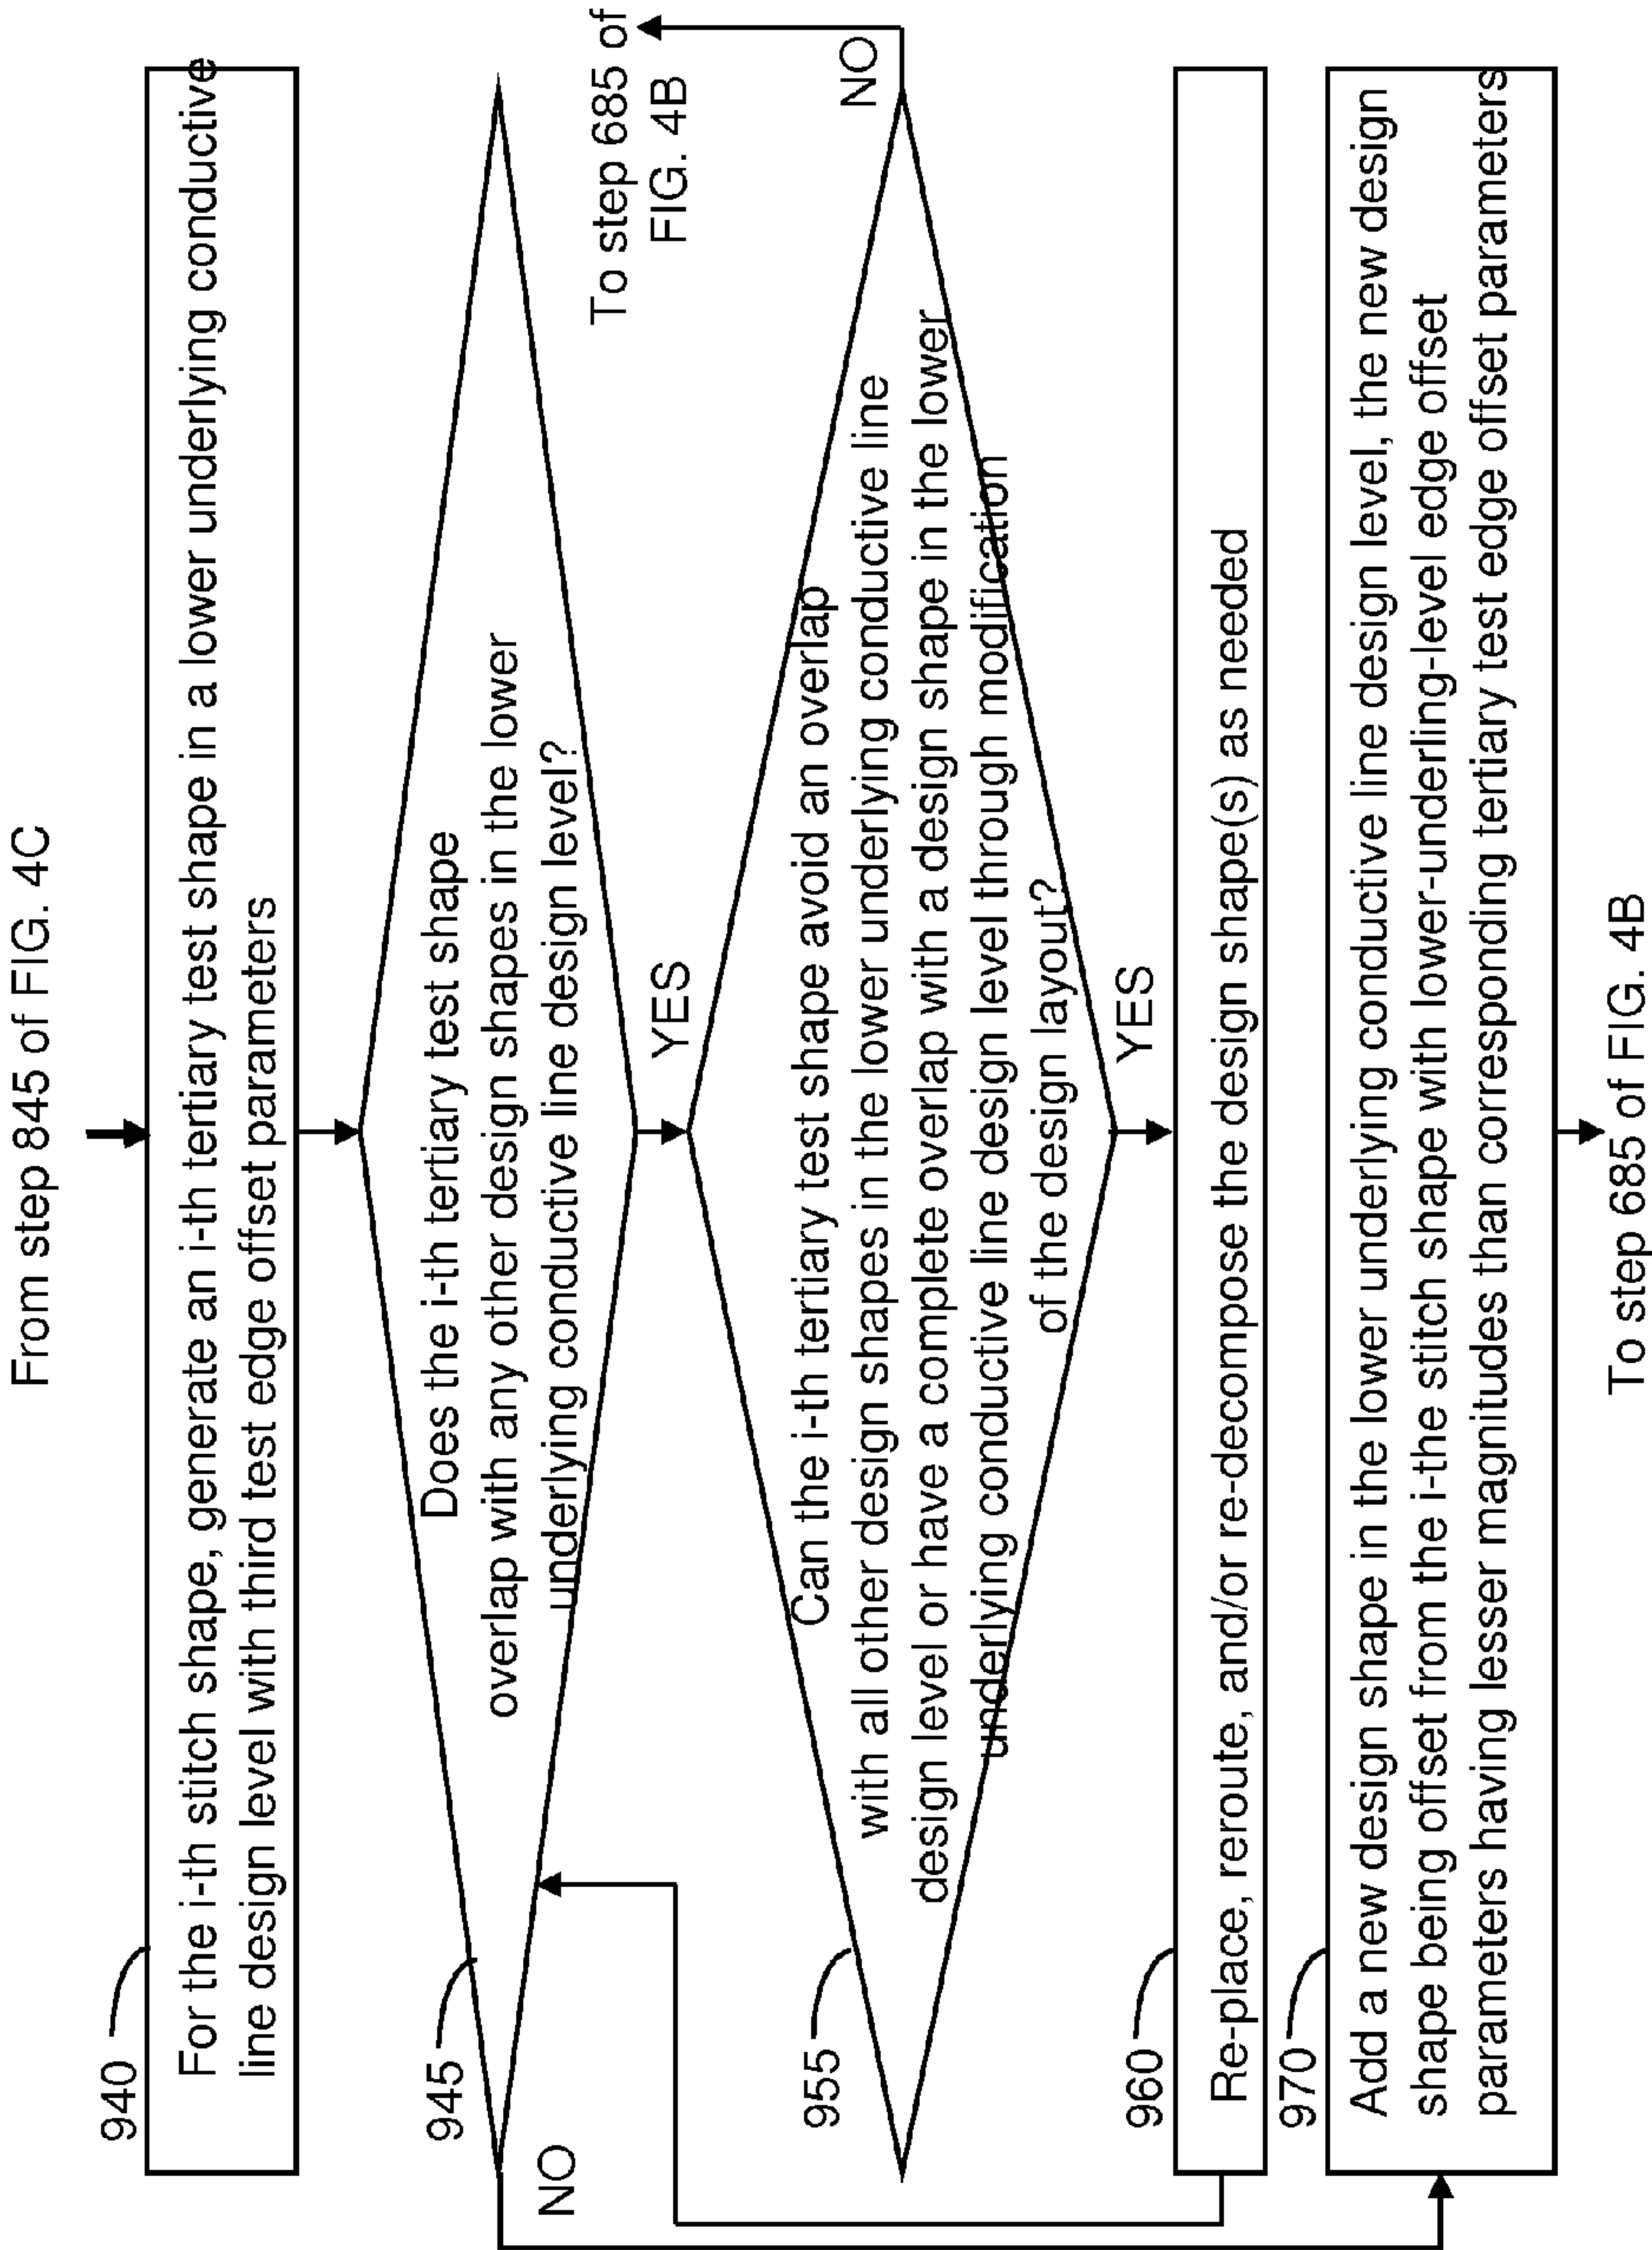 From step 845 of FIG. 4C
940
For the i-th stitch shape, generate an i-th tertiary test shape in a lower underlying conductive
line design level with third test edge offset parameters
945
Does the i-th tertiary test shape
overlap with any other design shapes in the lower
underlying conductive line design level?
NO
YES
To step 685 of
FIG. 4B
955
Can the i-th tertiary test shape avoid an overlap
with all other design shapes in the lower underlying conductive line
design level or have a complete overlap with a design shape in the lower
underlying conductive line design level through modification
of the design layout?
NO
YES
960
Re-place, reroute, and/or re-decompose the design shape(s) as needed
970
Add a new design shape in the lower underlying conductive line design level, the new design
shape being offset from the i-the stitch shape with lower-underling-level edge offset
parameters having lesser magnitudes than corresponding tertiary test edge offset parameters
To step 685 of FIG. 4B